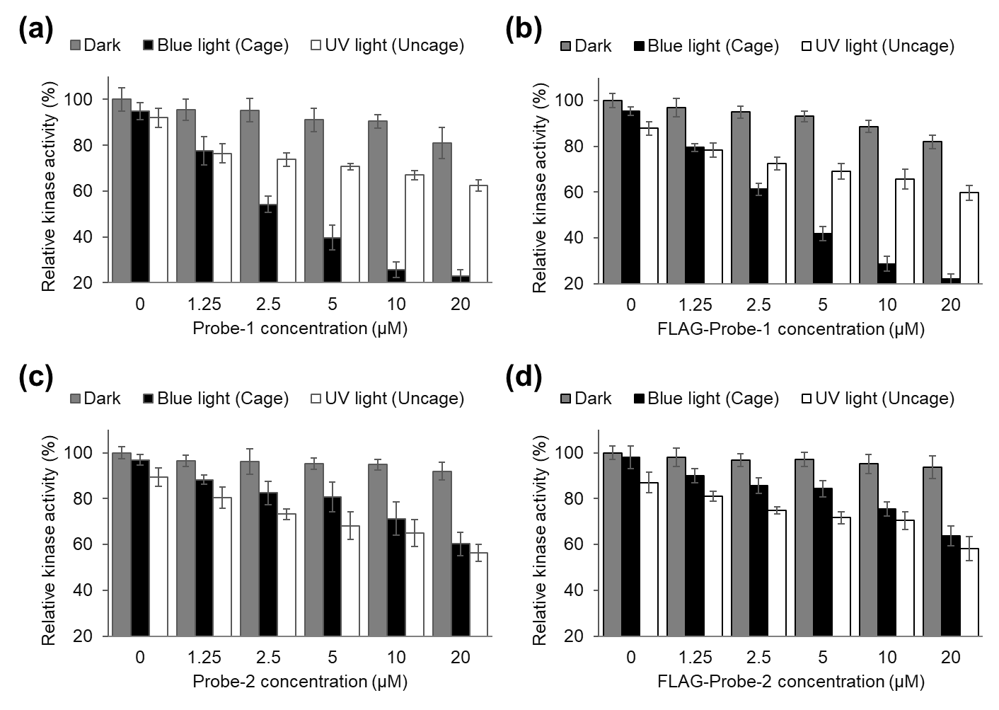 (a)
Dark Blue light (Cage) UV light (Uncage)
Relative kinase activity (%)
100
80
60
40
20
0 1.25 2.5 5 10 20
Probe-1 concentration (µM)
(b)
Dark Blue light (Cage) UV light (Uncage)
Relative kinase activity (%)
100
80
60
40
20
0 1.25 2.5 5 10 20
FLAG-Probe-1 concentration (µM)
(c)
Dark Blue light (Cage) UV light (Uncage)
Relative kinase activity (%)
100
80
60
40
20
0 1.25 2.5 5 10 20
Probe-2 concentration (µM)
(d)
Dark Blue light (Cage) UV light (Uncage)
Relative kinase activity (%)
100
80
60
40
20
0 1.25 2.5 5 10 20
FLAG-Probe-2 concentration (µM)